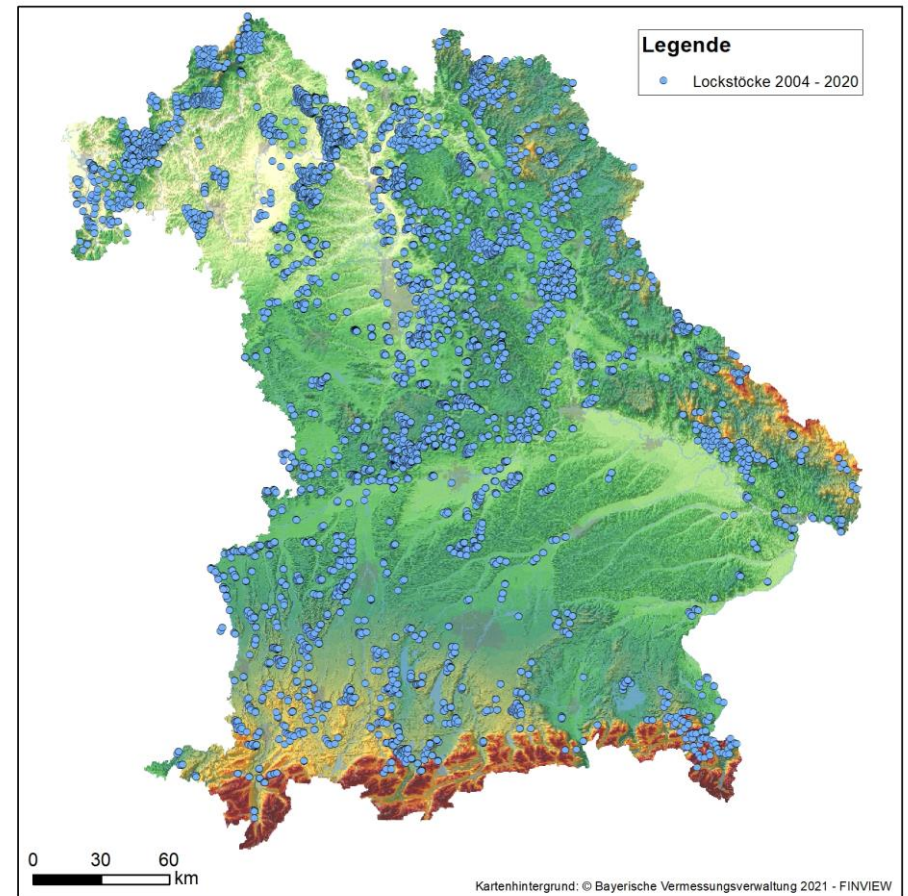 Legende
Lockstöcke 2004 - 2020
0 30 60
km
Kartenhintergrund: © Bayerische Vermessungsverwaltung 2021 - FINVIEW